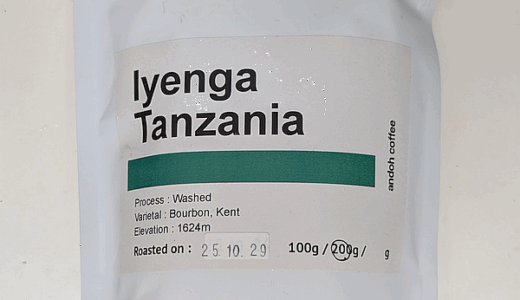 Iyenga
Tanzania
Process : Washed
Varietal : Bourbon, Kent
Elevation : 1624m
Roasted on : 25.10.29 100g / 200g / g
andoh coffee